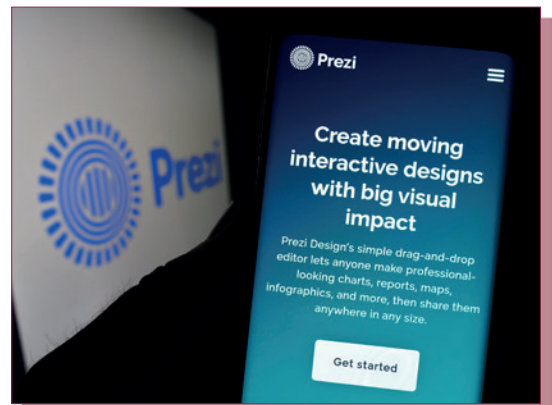 Prezi
Prezi
Create moving
interactive designs
with big visual
impact
Prezi Design's simple drag-and-drop
editor lets anyone make professional-
looking charts, reports, maps,
infographics, and more, then share them
anywhere in any size.
Get started